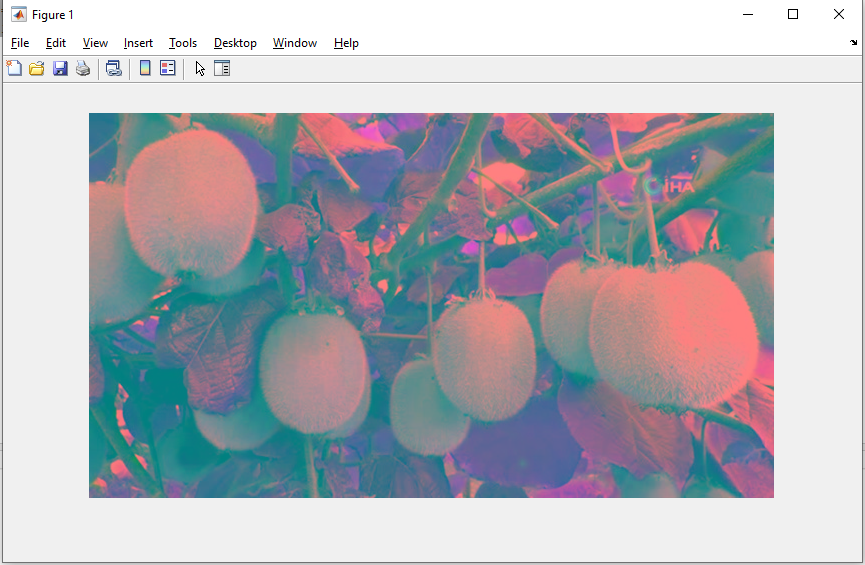 Figure 1
File Edit View Insert Tools Desktop Window Help
İHA